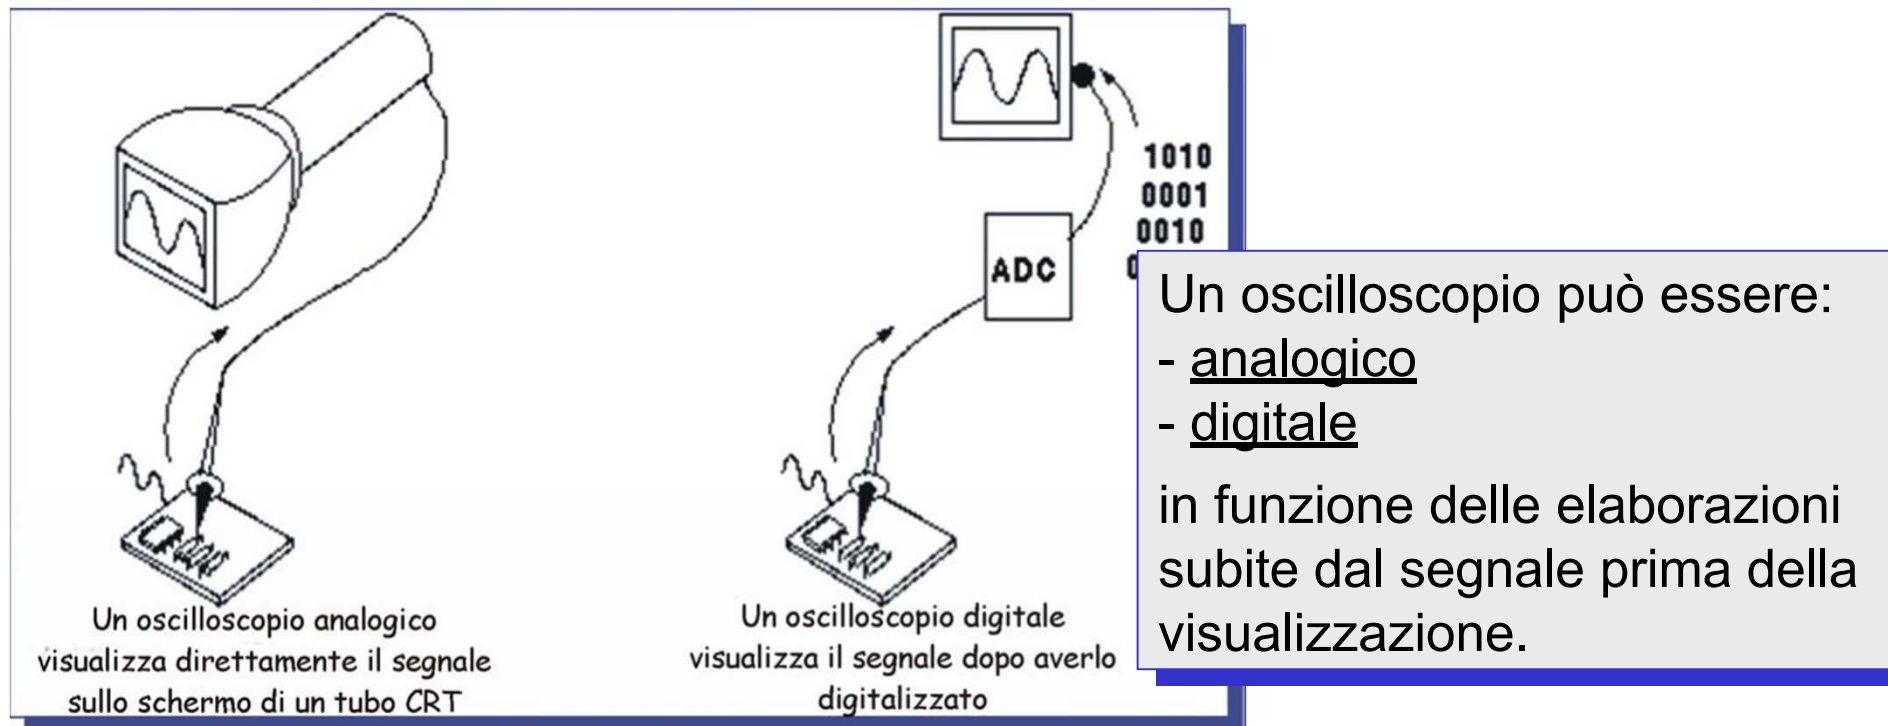 1010
0001
0010
0
ADC
Un oscilloscopio analogico
visualizza direttamente il segnale
sullo schermo di un tubo CRT
Un oscilloscopio digitale
visualizza il segnale dopo averlo
digitalizzato
Un oscilloscopio può essere:
- analogico
- digitale
in funzione delle elaborazioni
subite dal segnale prima della
visualizzazione.